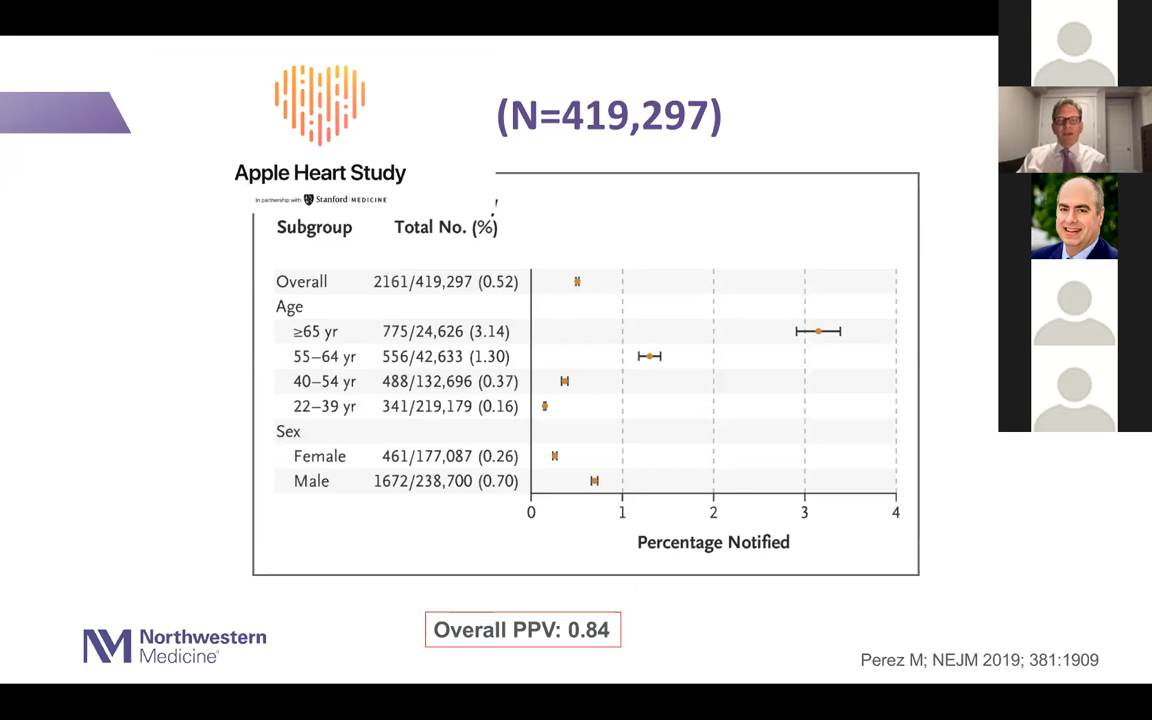 (N=419,297)
Apple Heart Study
In partnership with Stanford MEDICINE
Subgroup Total No. (%)
Overall 2161/419,297 (0.52)
Age
≥65 yr 775/24,626 (3.14)
55–64 yr 556/42,633 (1.30)
40–54 yr 488/132,696 (0.37)
22–39 yr 341/219,179 (0.16)
Sex
Female 461/177,087 (0.26)
Male 1672/238,700 (0.70)
0 1 2 3 4
Percentage Notified
Overall PPV: 0.84
Northwestern
Medicine®
Perez M; NEJM 2019; 381:1909